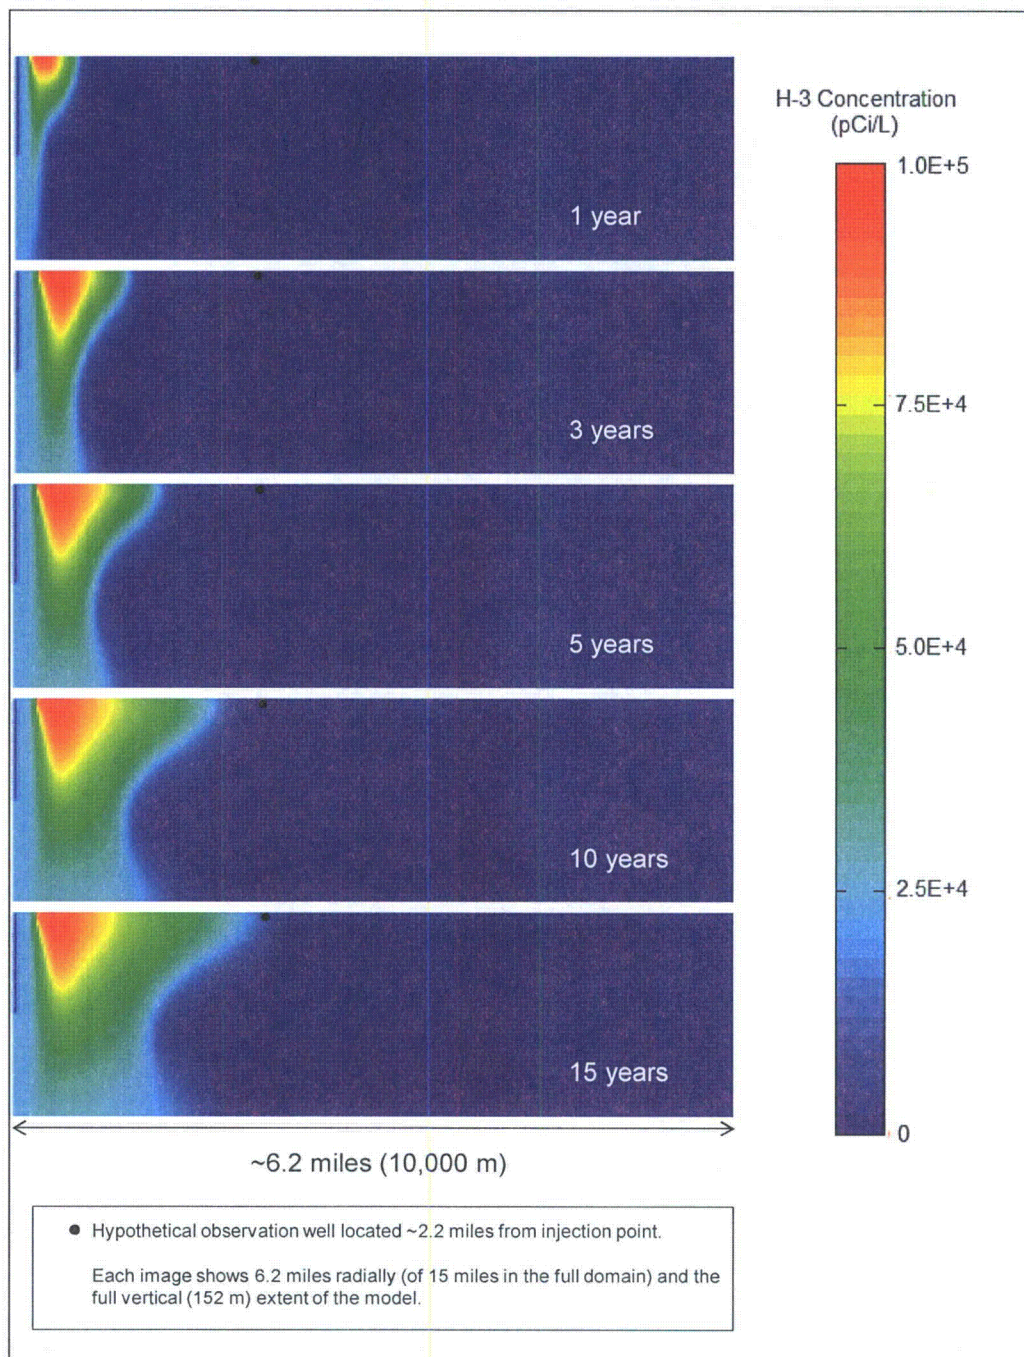 H-3 Concentration
(pCi/L)
1.0E+5
1 year
7.5E+4
3 years
5.0E+4
5 years
2.5E+4
10 years
15 years
0
~6.2 miles (10,000 m)
Hypothetical observation well located ~2.2 miles from injection point.
Each image shows 6.2 miles radially (of 15 miles in the full domain) and the
full vertical (152 m) extent of the model.